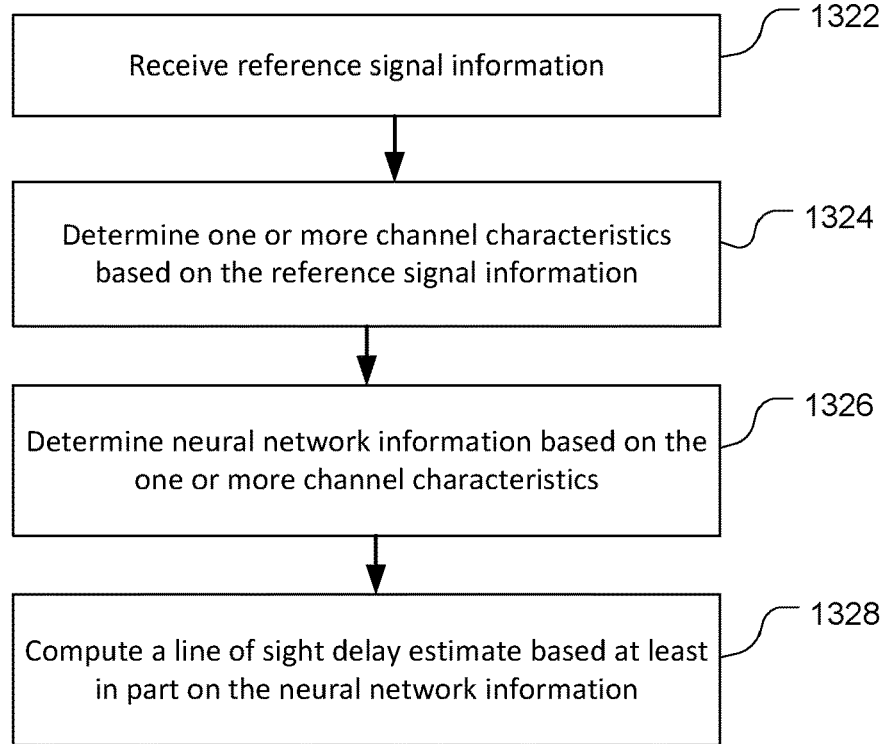 1322
Receive reference signal information
1324
Determine one or more channel characteristics
based on the reference signal information
1326
Determine neural network information based on the
one or more channel characteristics
1328
Compute a line of sight delay estimate based at least
in part on the neural network information